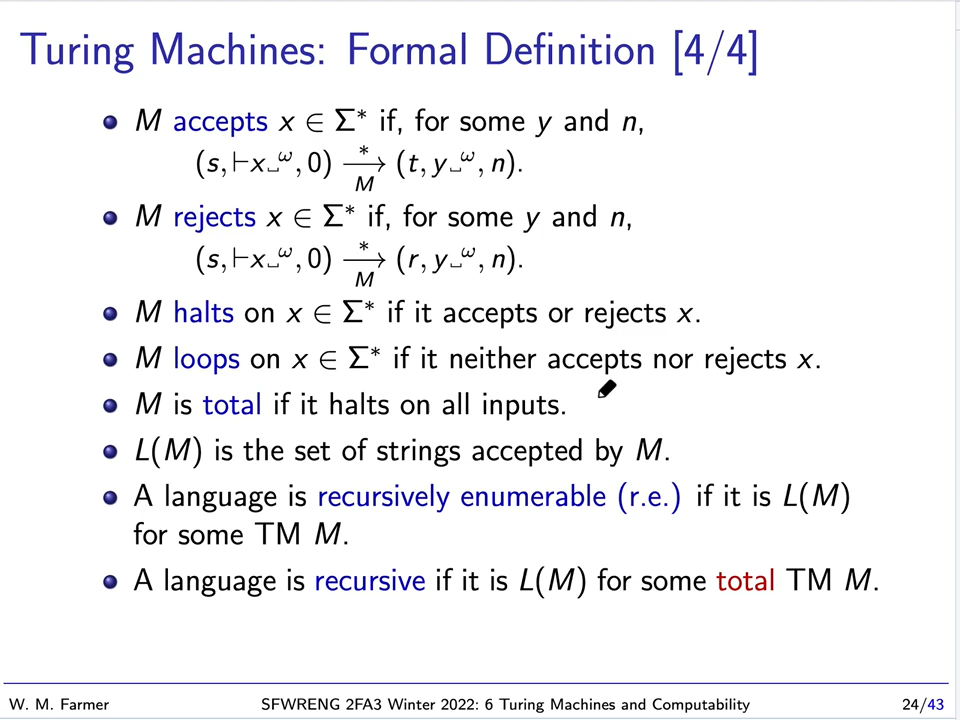 Turing Machines: Formal Definition [4/4]
M accepts x ∈ Σ* if, for some y and n,
(s, ⊢x␣^ω, 0) —*→_M (t, y␣^ω, n).
M rejects x ∈ Σ* if, for some y and n,
(s, ⊢x␣^ω, 0) —*→_M (r, y␣^ω, n).
M halts on x ∈ Σ* if it accepts or rejects x.
M loops on x ∈ Σ* if it neither accepts nor rejects x.
M is total if it halts on all inputs.
L(M) is the set of strings accepted by M.
A language is recursively enumerable (r.e.) if it is L(M)
for some TM M.
A language is recursive if it is L(M) for some total TM M.
W. M. Farmer SFWRENG 2FA3 Winter 2022: 6 Turing Machines and Computability 24/43